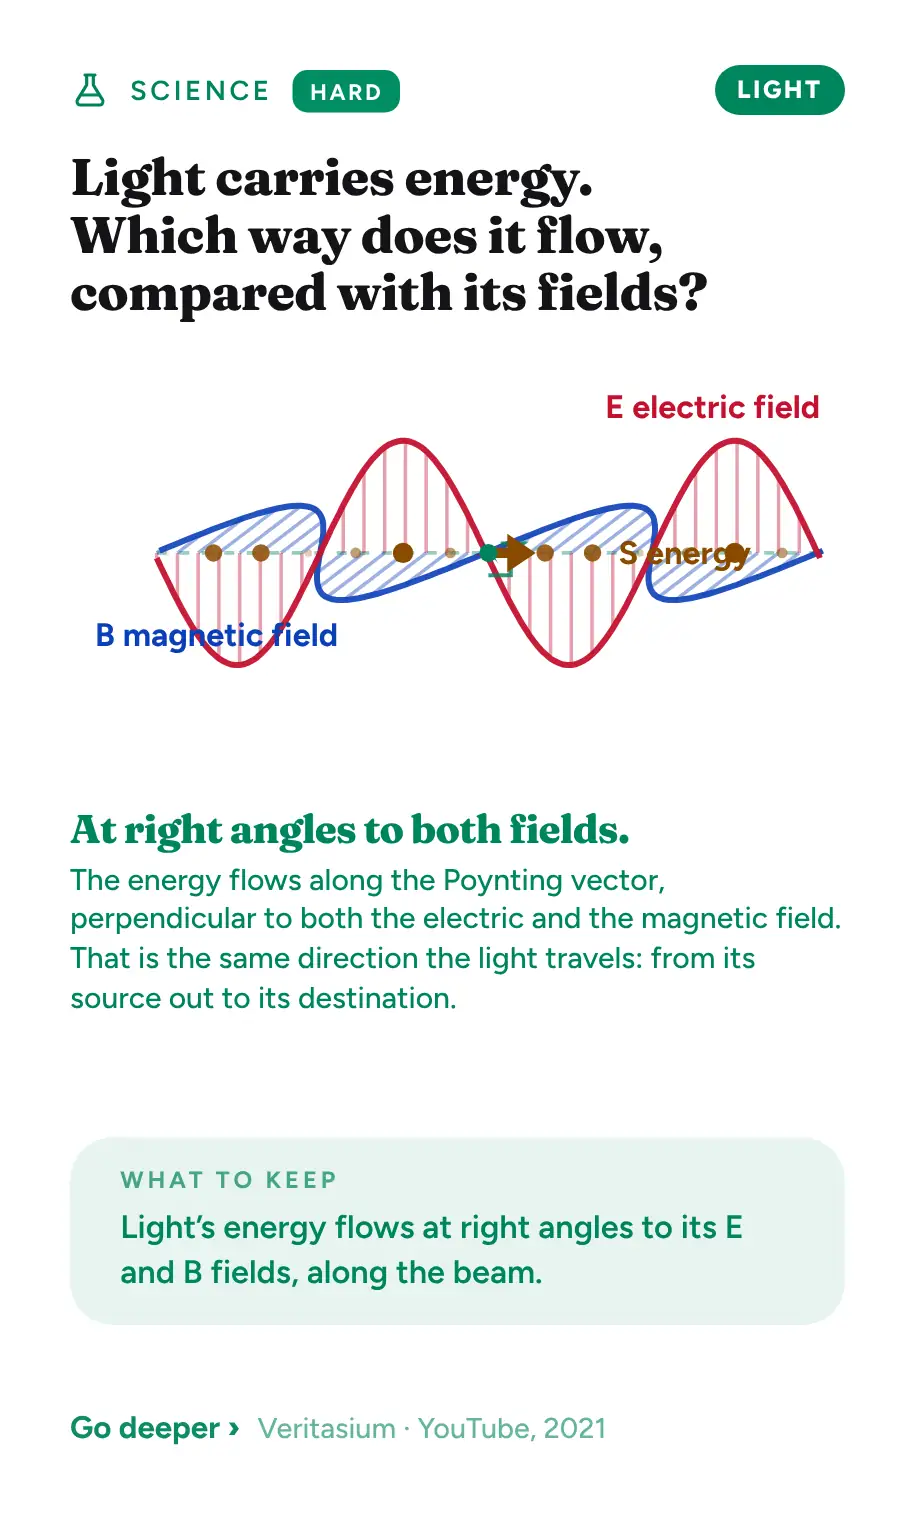 SCIENCE HARD LIGHT
Light carries energy.
Which way does it flow,
compared with its fields?
E electric field
S energy
B magnetic field
At right angles to both fields.
The energy flows along the Poynting vector,
perpendicular to both the electric and the magnetic field.
That is the same direction the light travels: from its
source out to its destination.
WHAT TO KEEP
Light’s energy flows at right angles to its E
and B fields, along the beam.
Go deeper › Veritasium · YouTube, 2021